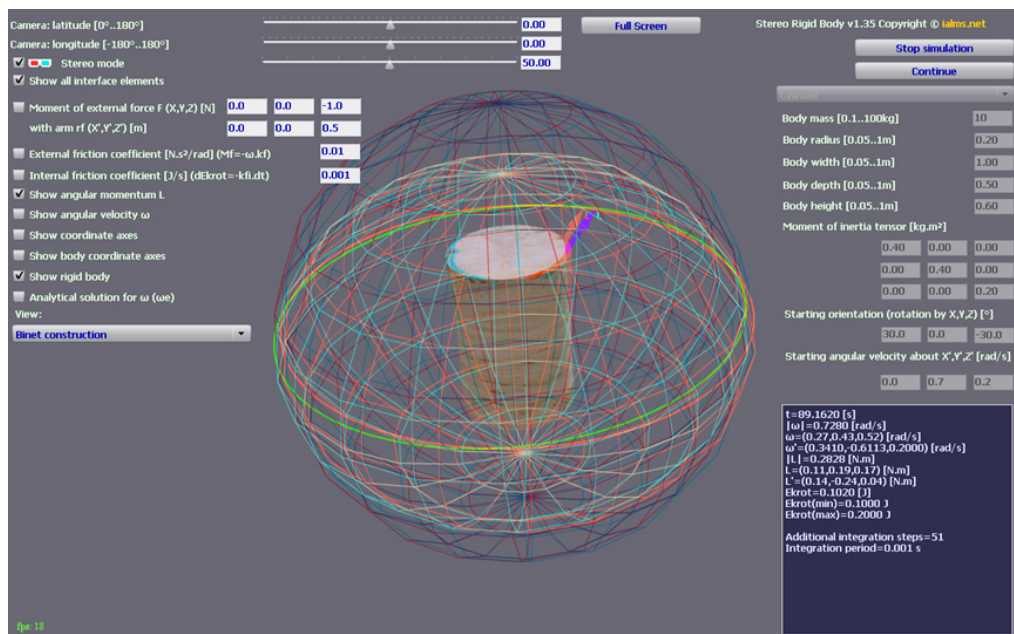 Camera: latitude [0°..180°]
0.00
Full Screen
Stereo Rigid Body v1.35 Copyright © ialms.net
Camera: longitude [-180°..180°]
0.00
Stop simulation
Stereo mode
50.00
Continue
Show all interface elements
Moment of external force F (X,Y,Z) [N]
0.0
0.0
-1.0
with arm rf (X',Y',Z') [m]
0.0
0.0
0.5
External friction coefficient [N.s²/rad] (Mf=-ω.kf)
0.01
Internal friction coefficient [J/s] (dEkrot=-kfi.dt)
0.001
Show angular momentum L
Show angular velocity ω
Show coordinate axes
Show body coordinate axes
Show rigid body
Analytical solution for ω (ωe)
View:
Binet construction
Body mass [0.1..100kg]
10
Body radius [0.05..1m]
0.20
Body width [0.05..1m]
1.00
Body depth [0.05..1m]
0.50
Body height [0.05..1m]
0.60
Moment of inertia tensor [kg.m²]
0.40 0.00 0.00
0.00 0.40 0.00
0.00 0.00 0.20
Starting orientation (rotation by X,Y,Z) [°]
30.0 0.0 -30.0
Starting angular velocity about X',Y',Z' [rad/s]
0.0 0.7 0.2
t=89.1620 [s]
|ω|=0.7280 [rad/s]
ω=(0.27,0.43,0.52) [rad/s]
ω'=(0.3410,-0.6113,0.2000) [rad/s]
|L|=0.2828 [N.m]
L=(0.11,0.19,0.17) [N.m]
L'=(0.14,-0.24,0.04) [N.m]
Ekrot=0.1020 [J]
Ekrot(min)=0.1000 J
Ekrot(max)=0.2000 J
Additional integration steps=51
Integration period=0.001 s
fps: 18